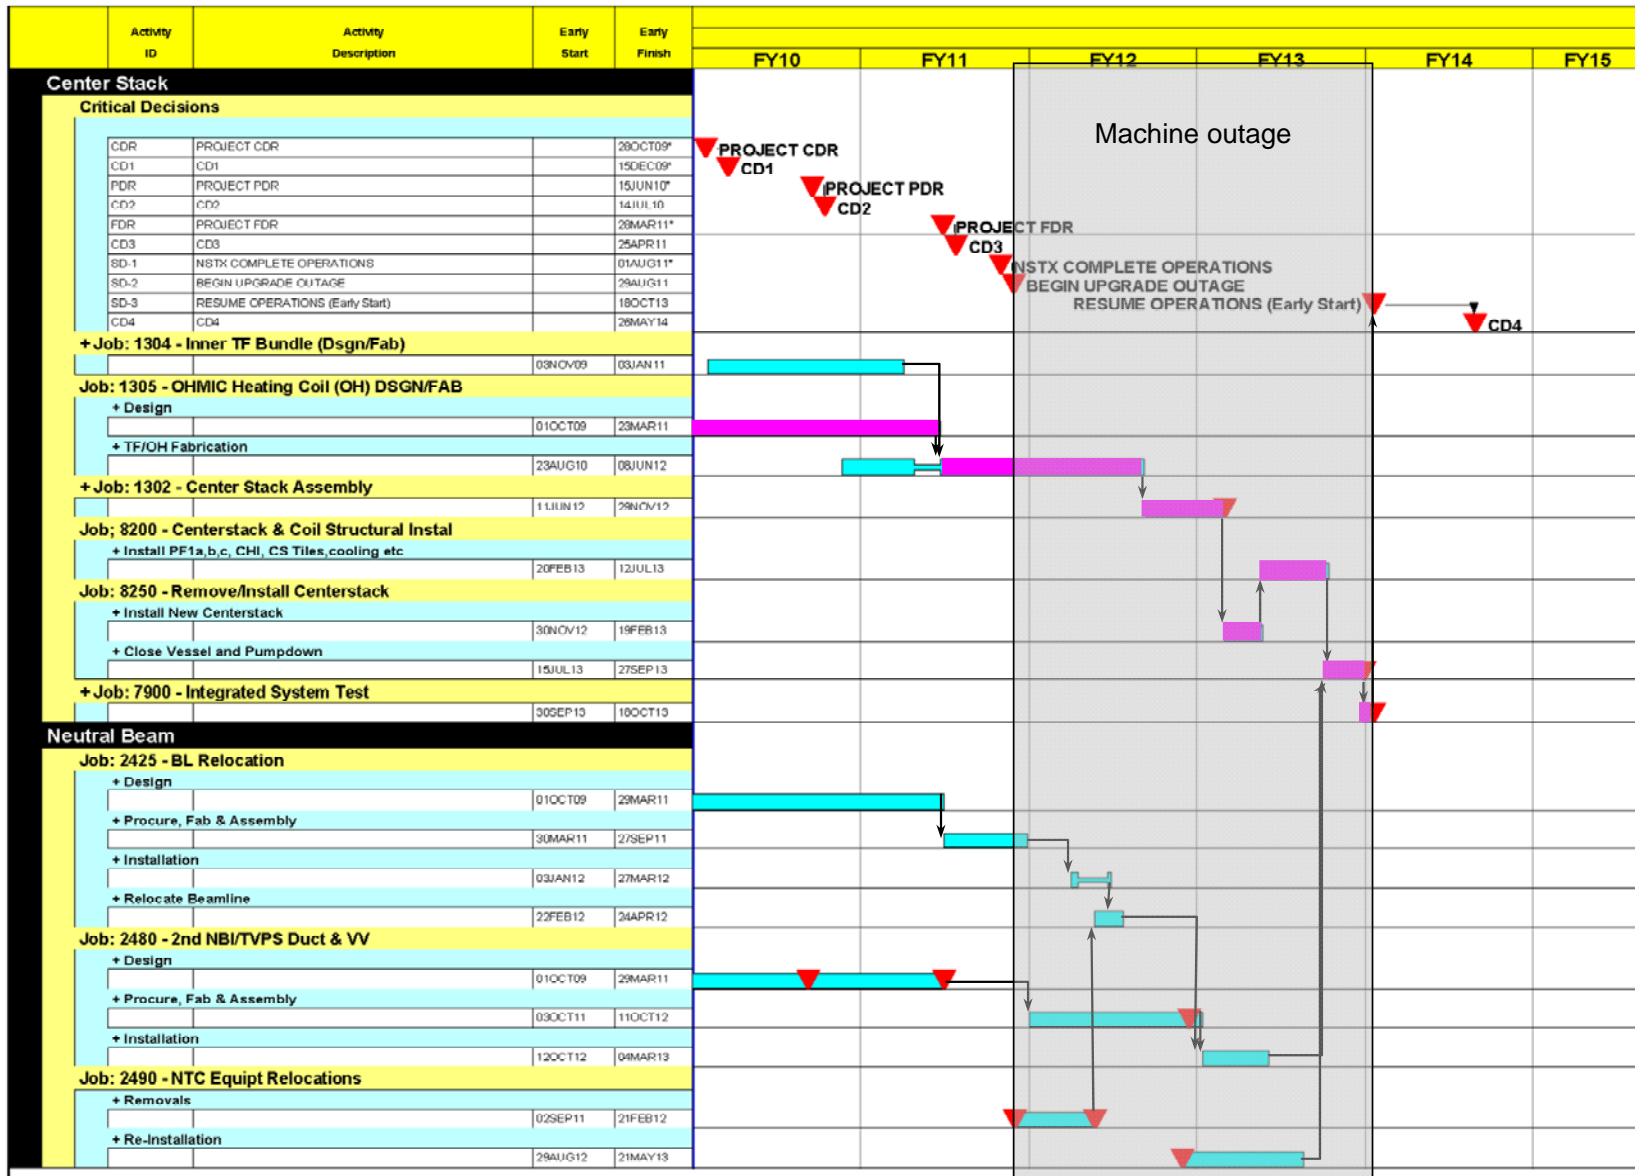 Activity Activity Early Early
ID Description Start Finish
FY10 FY11 FY12 FY13 FY14 FY15
Center Stack
Critical Decisions
Machine outage
CDR PROJECT CDR 28OCT09* PROJECT CDR
CD1 CD1 15DEC09* CD1
PDR PROJECT PDR 15JUN10* PROJECT PDR
CD2 CD2 14JUL10 CD2
FDR PROJECT FDR 28MAR11* PROJECT FDR
CD3 CD3 25APR11 CD3
SD-1 NSTX COMPLETE OPERATIONS 01AUG11* NSTX COMPLETE OPERATIONS
SD-2 BEGIN UPGRADE OUTAGE 29AUG11 BEGIN UPGRADE OUTAGE
SD-3 RESUME OPERATIONS (Early Start) 18OCT13 RESUME OPERATIONS (Early Start)
CD4 CD4 26MAY14 CD4
+ Job: 1304 - Inner TF Bundle (Dsgn/Fab)
03NOV09 03JAN11
Job: 1305 - OHMIC Heating Coil (OH) DSGN/FAB
+ Design
01OCT09 23MAR11
+ TF/OH Fabrication
23AUG10 08JUN12
+ Job: 1302 - Center Stack Assembly
11JUN12 29NOV12
Job; 8200 - Centerstack & Coil Structural Instal
+ Install PF1a,b,c, CHI, CS Tiles,cooling etc
20FEB13 12JUL13
Job: 8250 - Remove/Install Centerstack
+ Install New Centerstack
30NOV12 19FEB13
+ Close Vessel and Pumpdown
15JUL13 27SEP13
+ Job: 7900 - Integrated System Test
30SEP13 18OCT13
Neutral Beam
Job: 2425 - BL Relocation
+ Design
01OCT09 29MAR11
+ Procure, Fab & Assembly
30MAR11 27SEP11
+ Installation
03JAN12 27MAR12
+ Relocate Beamline
22FEB12 24APR12
Job: 2480 - 2nd NBI/TVPS Duct & VV
+ Design
01OCT09 29MAR11
+ Procure, Fab & Assembly
03OCT11 11OCT12
+ Installation
12OCT12 04MAR13
Job: 2490 - NTC Equipt Relocations
+ Removals
02SEP11 21FEB12
+ Re-Installation
29AUG12 21MAY13